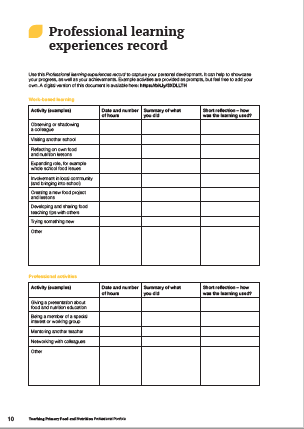 Professional learning
experiences record
Use this Professional learning experiences record to capture your personal development. It can help to showcase
your progress, as well as your achievements. Example activities are provided as prompts, but feel free to add your
own. A digital version of this document is available here:
Work-based learning
Activity (examples) Date and number of hours Summary of what you did Short reflection – how was the learning used?
Observing or shadowing
a colleague
Visiting another school
Reflecting on own food
and nutrition lessons
Expanding role, for example
whole school food issues
Involvement in local community
(and bringing into school)
Creating a new food project
and lessons
Developing and sharing food
teaching tips with others
Trying something new
Other
Professional activities
Activity (examples) Date and number of hours Summary of what you did Short reflection – how was the learning used?
Giving a presentation about
food and nutrition education
Being a member of a special
interest or working group
Mentoring another teacher
Networking with colleagues
Other
10 Teaching Primary Food and Nutrition Professional Portfolio